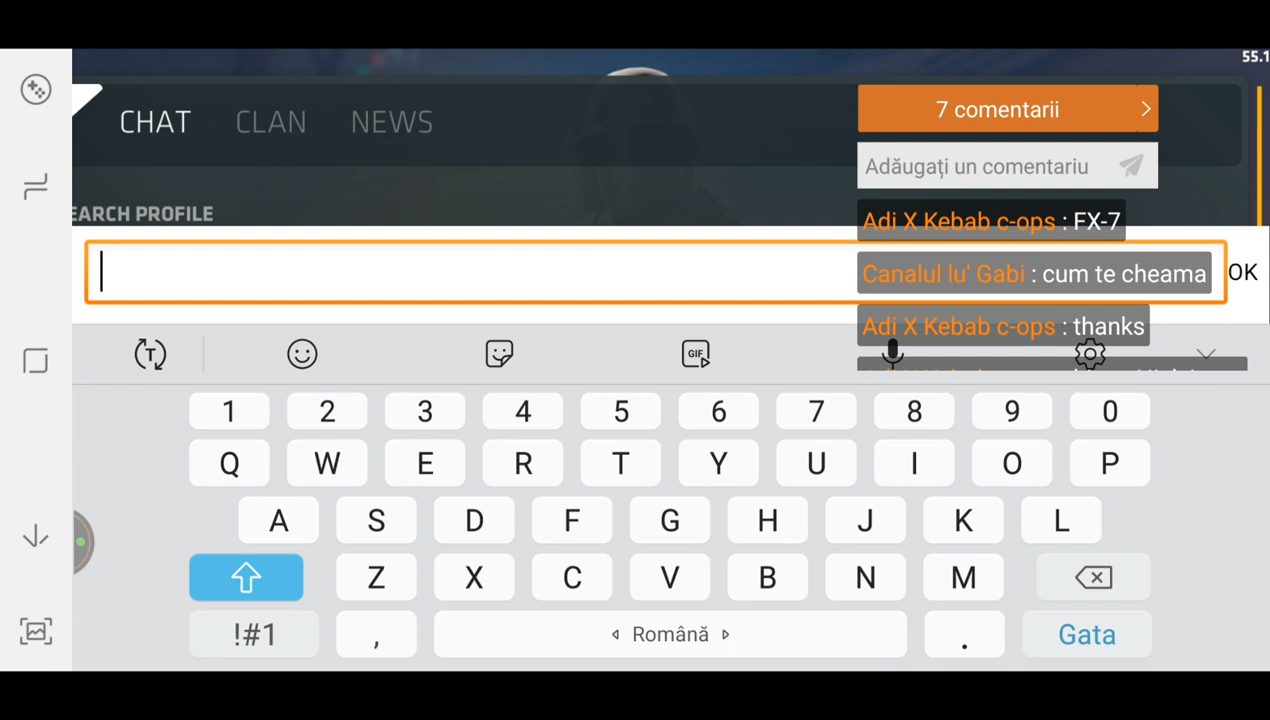 55.1
CHAT CLAN NEWS
7 comentarii
Adăugați un comentariu
EARCH PROFILE
Adi X Kebab c-ops : FX-7
Canalul lu' Gabi : cum te cheama
OK
Adi X Kebab c-ops : thanks
T GIF
1 2 3 4 5 6 7 8 9 0
Q W E R T Y U I O P
A S D F G H J K L
Z X C V B N M
!#1 , Română . Gata